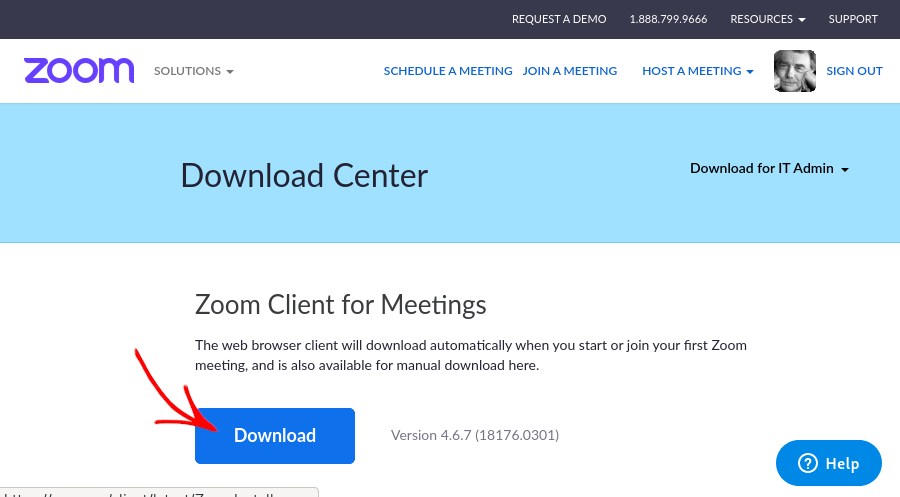 REQUEST A DEMO 1.888.799.9666 RESOURCES SUPPORT
zoom SOLUTIONS SCHEDULE A MEETING JOIN A MEETING HOST A MEETING SIGN OUT
Download Center
Download for IT Admin
Zoom Client for Meetings
The web browser client will download automatically when you start or join your first Zoom
meeting, and is also available for manual download here.
Download Version 4.6.7 (18176.0301)
Help